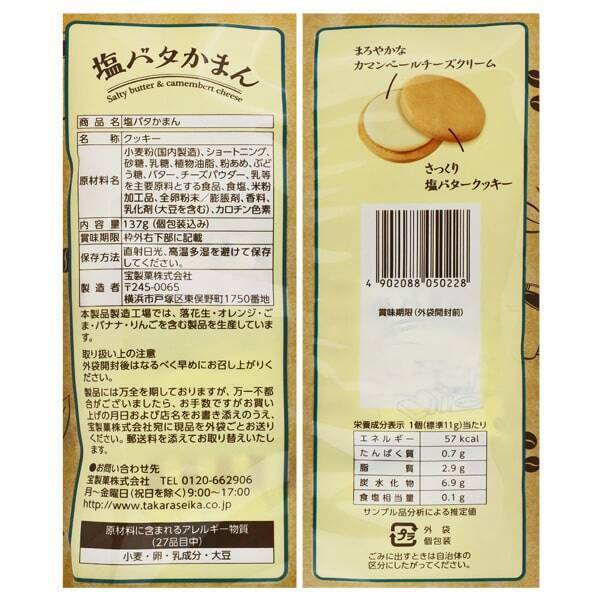 塩バタかまん
Salty butter & camembert cheese
商品名 塩バタかまん
名称 クッキー
原材料名 小麦粉(国内製造)、ショートニング、
砂糖、乳糖、植物油脂、粉あめ、ぶど
う糖、バター、チーズパウダー、乳等
を主要原料とする食品、食塩、米粉
加工品、全卵粉末/膨脹剤、香料、
乳化剤(大豆を含む)、カロチン色素
内容量 137g(個包装込み)
賞味期限 枠外右下部に記載
保存方法 直射日光、高温多湿を避けて保存
してください。
製造者 宝製菓株式会社
〒245-0065
横浜市戸塚区東俣野町1750番地
本製品製造工場では、落花生・オレンジ・ご
ま・バナナ・りんごを含む製品を生産していま
す。
取り扱い上の注意
外袋開封後はなるべく早めにお召し上がりく
ださい。
製品には万全を期しておりますが、万一不都
合がございましたら、お手数ですがお買い
上げの月日および店名をお書き添えのうえ、
宝製菓株式会社宛に現品を外袋ごとお送り
ください。郵送料を添えてお取り替えいたし
ます。
●お問い合わせ先
宝製菓株式会社 TEL 0120-662906
月〜金曜日(祝日を除く)9:00〜17:00
http://www.takaraseika.co.jp
原材料に含まれるアレルギー物質
(27品目中)
小麦・卵・乳成分・大豆
まろやかな
カマンベールチーズクリーム
さっくり
塩バタークッキー
4 902088 050228
賞味期限(外袋開封前)
栄養成分表示 1個(標準11g)当たり
エネルギー 57kcal
たんぱく質 0.7g
脂質 2.9g
炭水化物 6.9g
食塩相当量 0.1g
サンプル品分析による推定値
プラ
外袋
個包装
ごみに出すときは自治体の
区分にしたがってください。